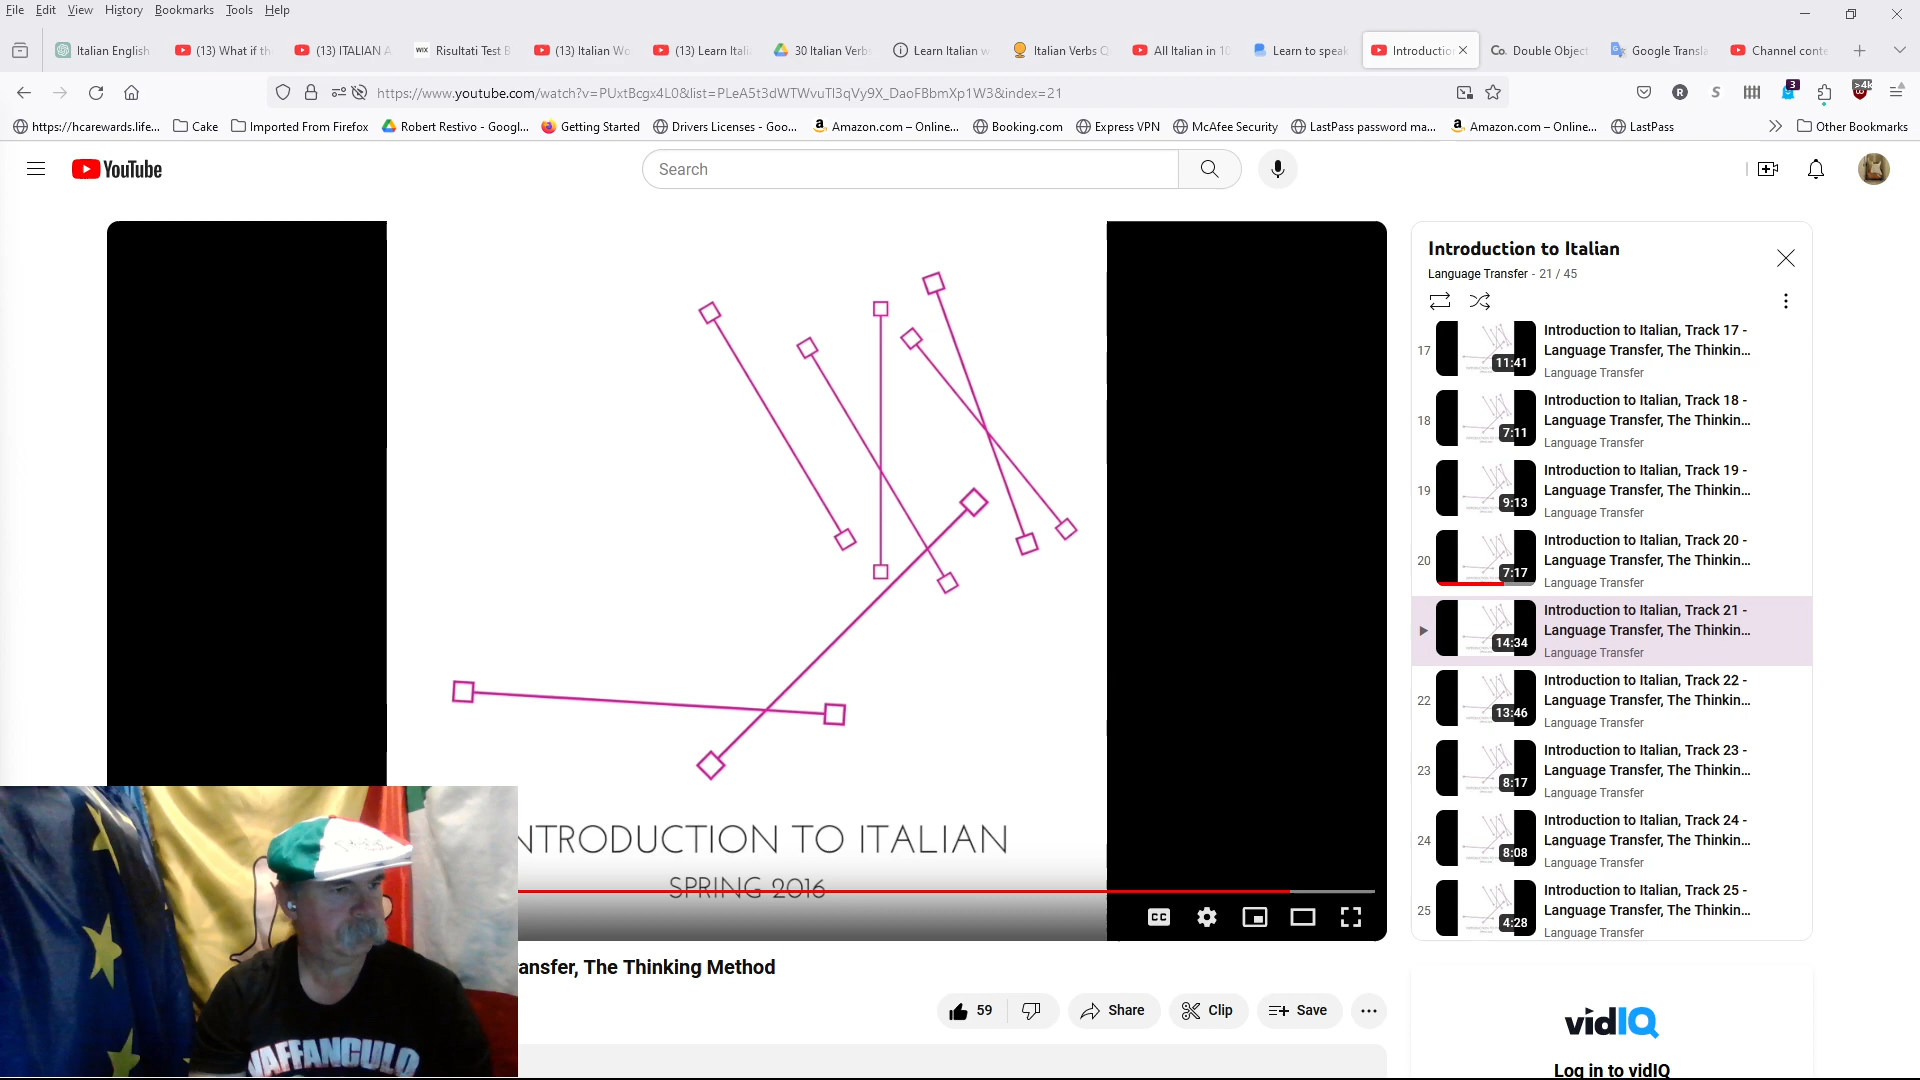 File Edit View History Bookmarks Tools Help
Italian English
(13) What if th
(13) ITALIAN A
WIX Risultati Test B
(13) Italian Wo
(13) Learn Itali
30 Italian Verbs
Learn Italian w
Italian Verbs Q
All Italian in 10
Learn to speak
Introductio
Co. Double Object
Google Transla
Channel conte
https://www.youtube.com/watch?v=PUxtBcgx4L0&list=PLeA5t3dWTWvuTl3qVy9X_DaoFBbmXp1W3&index=21
R
S
3
>4k
https://hcarewards.life...
Cake
Imported From Firefox
Robert Restivo - Googl...
Getting Started
Drivers Licenses - Goo...
Amazon.com – Online...
Booking.com
Express VPN
McAfee Security
LastPass password ma...
Amazon.com – Online...
LastPass
Other Bookmarks
YouTube
Search
NTRODUCTION TO ITALIAN
SPRING 2016
CC
VAFFANGULO
ansfer, The Thinking Method
59
Share
Clip
Save
Introduction to Italian
Language Transfer - 21 / 45
17
11:41
Introduction to Italian, Track 17 -
Language Transfer, The Thinkin...
Language Transfer
18
7:11
Introduction to Italian, Track 18 -
Language Transfer, The Thinkin...
Language Transfer
19
9:13
Introduction to Italian, Track 19 -
Language Transfer, The Thinkin...
Language Transfer
20
7:17
Introduction to Italian, Track 20 -
Language Transfer, The Thinkin...
Language Transfer
14:34
Introduction to Italian, Track 21 -
Language Transfer, The Thinkin...
Language Transfer
22
13:46
Introduction to Italian, Track 22 -
Language Transfer, The Thinkin...
Language Transfer
23
8:17
Introduction to Italian, Track 23 -
Language Transfer, The Thinkin...
Language Transfer
24
8:08
Introduction to Italian, Track 24 -
Language Transfer, The Thinkin...
Language Transfer
25
4:28
Introduction to Italian, Track 25 -
Language Transfer, The Thinkin...
Language Transfer
vidIQ
Log in to vidIQ